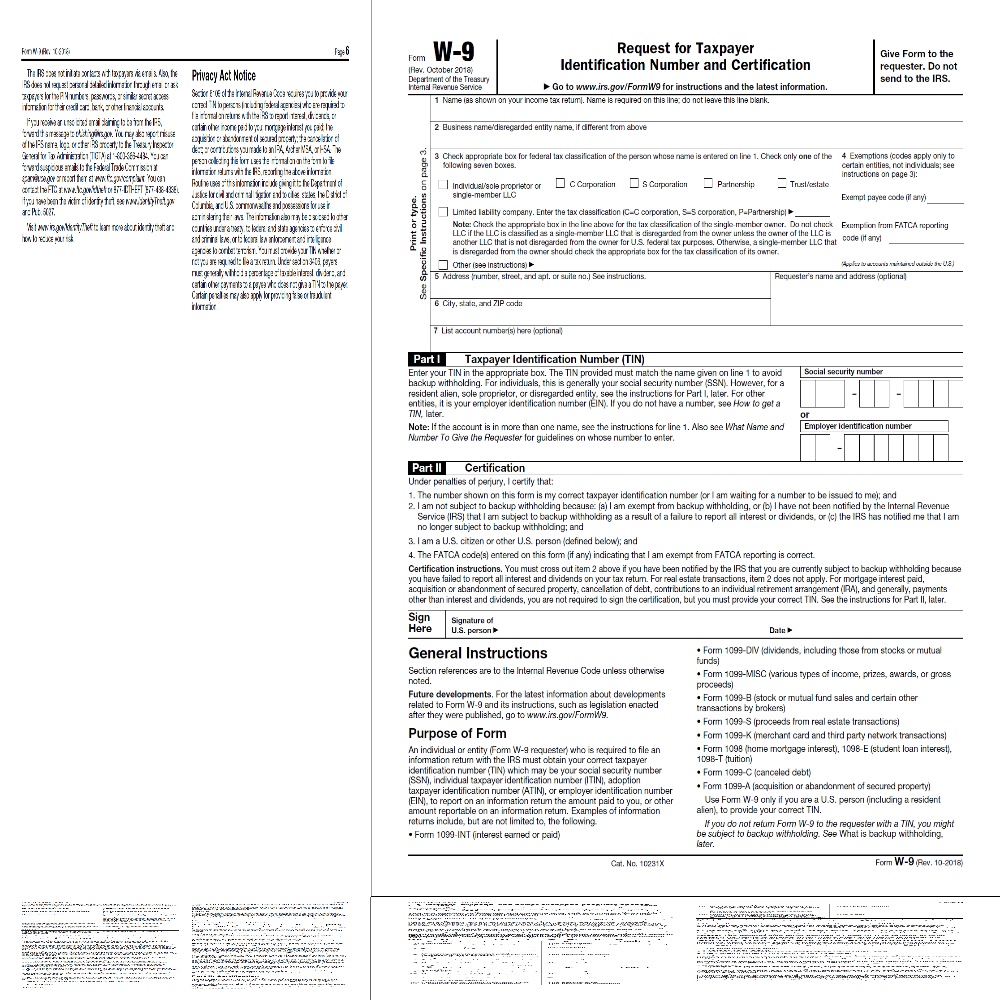 Form W-9 (Rev. 10-2018)
Page 6
The IRS does not initiate contacts with taxpayers via emails. Also, the
IRS does not request personal detailed information through email or ask
taxpayers for the PIN numbers, passwords, or similar secret access
information for their credit card, bank, or other financial accounts.
If you receive an unsolicited email claiming to be from the IRS,
forward this message to phishing@irs.gov. You may also report misuse
of the IRS name, logo, or other IRS property to the Treasury Inspector
General for Tax Administration (TIGTA) at 1-800-366-4484. You can
forward suspicious emails to the Federal Trade Commission at
spam@uce.gov or report them at www.ftc.gov/complaint. You can
contact the FTC at www.ftc.gov/idtheft or 877-IDTHEFT (877-438-4338).
If you have been the victim of identity theft, see www.IdentityTheft.gov
and Pub. 5027.
Visit www.irs.gov/IdentityTheft to learn more about identity theft and
how to reduce your risk.
Privacy Act Notice
Section 6109 of the Internal Revenue Code requires you to provide your
correct TIN to persons (including federal agencies) who are required to
file information returns with the IRS to report interest, dividends, or
certain other income paid to you; mortgage interest you paid; the
acquisition or abandonment of secured property; the cancellation of
debt; or contributions you made to an IRA, Archer MSA, or HSA. The
person collecting this form uses the information on the form to file
information returns with the IRS, reporting the above information.
Routine uses of this information include giving it to the Department of
Justice for civil and criminal litigation and to cities, states, the District of
Columbia, and U.S. commonwealths and possessions for use in
administering their laws. The information also may be disclosed to other
countries under a treaty, to federal and state agencies to enforce civil
and criminal laws, or to federal law enforcement and intelligence
agencies to combat terrorism. You must provide your TIN whether or
not you are required to file a tax return. Under section 3406, payers
must generally withhold a percentage of taxable interest, dividend, and
certain other payments to a payee who does not give a TIN to the payer.
Certain penalties may also apply for providing false or fraudulent
information.
Form W-9
(Rev. October 2018)
Department of the Treasury
Internal Revenue Service
Request for Taxpayer
Identification Number and Certification
▶ Go to www.irs.gov/FormW9 for instructions and the latest information.
Give Form to the
requester. Do not
send to the IRS.
Print or type.
See Specific Instructions on page 3.
1 Name (as shown on your income tax return). Name is required on this line; do not leave this line blank.
2 Business name/disregarded entity name, if different from above
3 Check appropriate box for federal tax classification of the person whose name is entered on line 1. Check only one of the
following seven boxes.
Individual/sole proprietor or
single-member LLC
C Corporation
S Corporation
Partnership
Trust/estate
Limited liability company. Enter the tax classification (C=C corporation, S=S corporation, P=Partnership) ▶
Note: Check the appropriate box in the line above for the tax classification of the single-member owner. Do not check
LLC if the LLC is classified as a single-member LLC that is disregarded from the owner unless the owner of the LLC is
another LLC that is not disregarded from the owner for U.S. federal tax purposes. Otherwise, a single-member LLC that
is disregarded from the owner should check the appropriate box for the tax classification of its owner.
Other (see instructions) ▶
4 Exemptions (codes apply only to
certain entities, not individuals; see
instructions on page 3):
Exempt payee code (if any)
Exemption from FATCA reporting
code (if any)
(Applies to accounts maintained outside the U.S.)
5 Address (number, street, and apt. or suite no.) See instructions.
Requester's name and address (optional)
6 City, state, and ZIP code
7 List account number(s) here (optional)
Part I Taxpayer Identification Number (TIN)
Enter your TIN in the appropriate box. The TIN provided must match the name given on line 1 to avoid
backup withholding. For individuals, this is generally your social security number (SSN). However, for a
resident alien, sole proprietor, or disregarded entity, see the instructions for Part I, later. For other
entities, it is your employer identification number (EIN). If you do not have a number, see How to get a
TIN, later.
Note: If the account is in more than one name, see the instructions for line 1. Also see What Name and
Number To Give the Requester for guidelines on whose number to enter.
Social security number
– –
or
Employer identification number
–
Part II Certification
Under penalties of perjury, I certify that:
1. The number shown on this form is my correct taxpayer identification number (or I am waiting for a number to be issued to me); and
2. I am not subject to backup withholding because: (a) I am exempt from backup withholding, or (b) I have not been notified by the Internal Revenue
Service (IRS) that I am subject to backup withholding as a result of a failure to report all interest or dividends, or (c) the IRS has notified me that I am
no longer subject to backup withholding; and
3. I am a U.S. citizen or other U.S. person (defined below); and
4. The FATCA code(s) entered on this form (if any) indicating that I am exempt from FATCA reporting is correct.
Certification instructions. You must cross out item 2 above if you have been notified by the IRS that you are currently subject to backup withholding because
you have failed to report all interest and dividends on your tax return. For real estate transactions, item 2 does not apply. For mortgage interest paid,
acquisition or abandonment of secured property, cancellation of debt, contributions to an individual retirement arrangement (IRA), and generally, payments
other than interest and dividends, you are not required to sign the certification, but you must provide your correct TIN. See the instructions for Part II, later.
Sign
Here
Signature of
U.S. person ▶
Date ▶
General Instructions
Section references are to the Internal Revenue Code unless otherwise
noted.
Future developments. For the latest information about developments
related to Form W-9 and its instructions, such as legislation enacted
after they were published, go to www.irs.gov/FormW9.
Purpose of Form
An individual or entity (Form W-9 requester) who is required to file an
information return with the IRS must obtain your correct taxpayer
identification number (TIN) which may be your social security number
(SSN), individual taxpayer identification number (ITIN), adoption
taxpayer identification number (ATIN), or employer identification number
(EIN), to report on an information return the amount paid to you, or other
amount reportable on an information return. Examples of information
returns include, but are not limited to, the following.
• Form 1099-INT (interest earned or paid)
• Form 1099-DIV (dividends, including those from stocks or mutual
funds)
• Form 1099-MISC (various types of income, prizes, awards, or gross
proceeds)
• Form 1099-B (stock or mutual fund sales and certain other
transactions by brokers)
• Form 1099-S (proceeds from real estate transactions)
• Form 1099-K (merchant card and third party network transactions)
• Form 1098 (home mortgage interest), 1098-E (student loan interest),
1098-T (tuition)
• Form 1099-C (canceled debt)
• Form 1099-A (acquisition or abandonment of secured property)
Use Form W-9 only if you are a U.S. person (including a resident
alien), to provide your correct TIN.
If you do not return Form W-9 to the requester with a TIN, you might
be subject to backup withholding. See What is backup withholding,
later.
Cat. No. 10231X
Form W-9 (Rev. 10-2018)